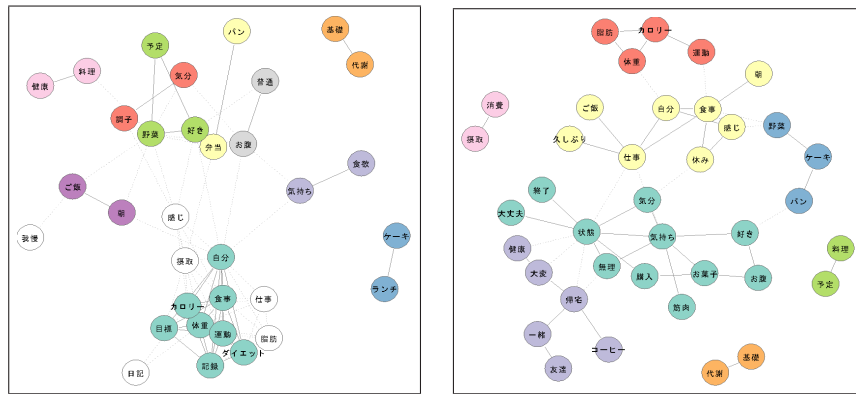 パン
基礎
予定
代謝
料理
気分
普通
健康
調子
好き
野菜
お腹
弁当
食欲
ご飯
気持ち
朝
感じ
我慢
ケーキ
自分
摂取
ランチ
食事
仕事
カロリー
体重
目標
運動
脂肪
ダイエット
記録
日記
脂肪
カロリー
運動
体重
朝
消費
ご飯
自分
食事
感じ
野菜
摂取
久しぶり
仕事
休み
ケーキ
終了
気分
パン
大丈夫
状態
気持ち
好き
健康
料理
無理
大変
購入
お菓子
お腹
予定
帰宅
筋肉
一緒
コーヒー
基礎
友達
代謝